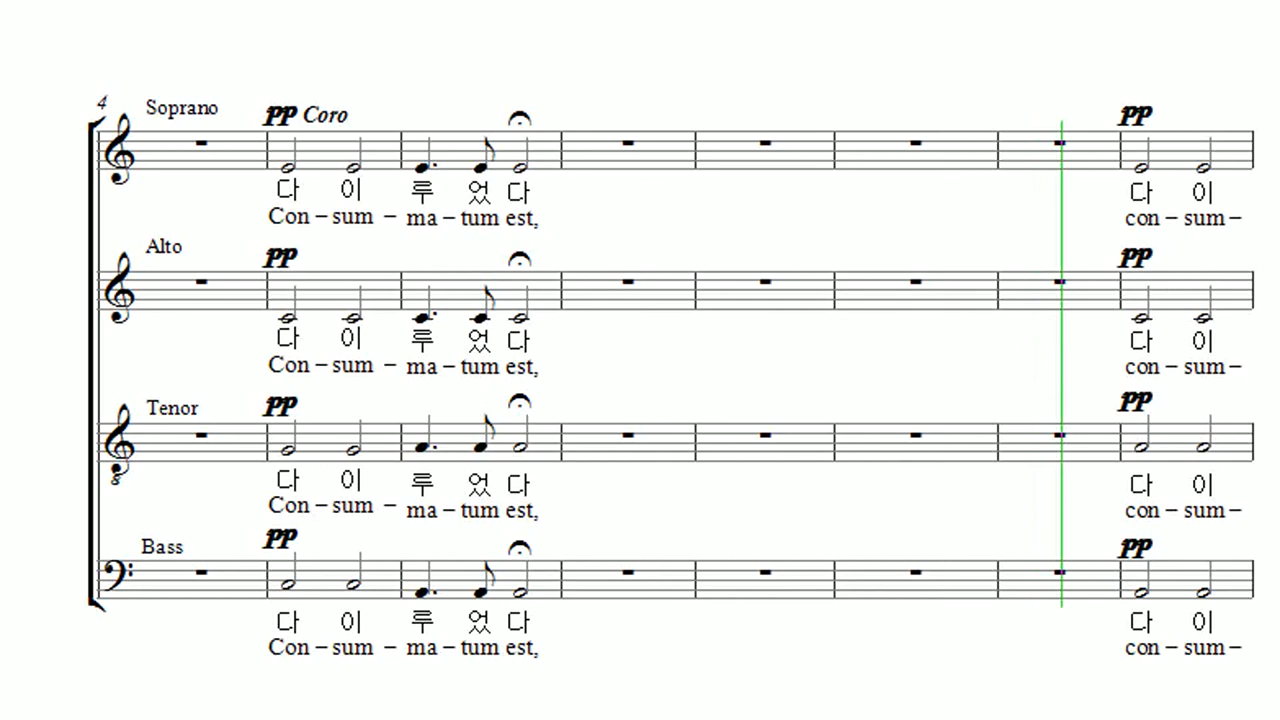 4
Soprano pp Coro pp
다 이 루 었 다 다 이
Con – sum – ma – tum est, con – sum –
Alto pp pp
다 이 루 었 다 다 이
Con – sum – ma – tum est, con – sum –
Tenor pp pp
8
다 이 루 었 다 다 이
Con – sum – ma – tum est, con – sum –
Bass pp pp
다 이 루 었 다 다 이
Con – sum – ma – tum est, con – sum –